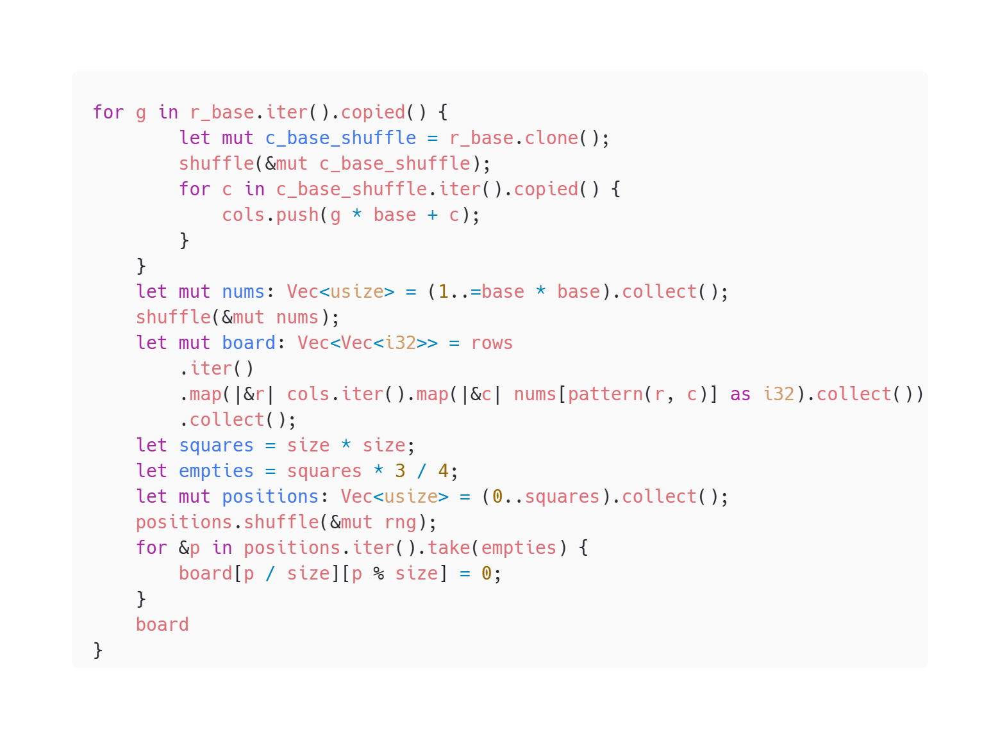 for g in r_base.iter().copied() {
        let mut c_base_shuffle = r_base.clone();
        shuffle(&mut c_base_shuffle);
        for c in c_base_shuffle.iter().copied() {
            cols.push(g * base + c);
        }
    }
    let mut nums: Vec<usize> = (1..=base * base).collect();
    shuffle(&mut nums);
    let mut board: Vec<Vec<i32>> = rows
        .iter()
        .map(|&r| cols.iter().map(|&c| nums[pattern(r, c)] as i32).collect())
        .collect();
    let squares = size * size;
    let empties = squares * 3 / 4;
    let mut positions: Vec<usize> = (0..squares).collect();
    positions.shuffle(&mut rng);
    for &p in positions.iter().take(empties) {
        board[p / size][p % size] = 0;
    }
    board
}